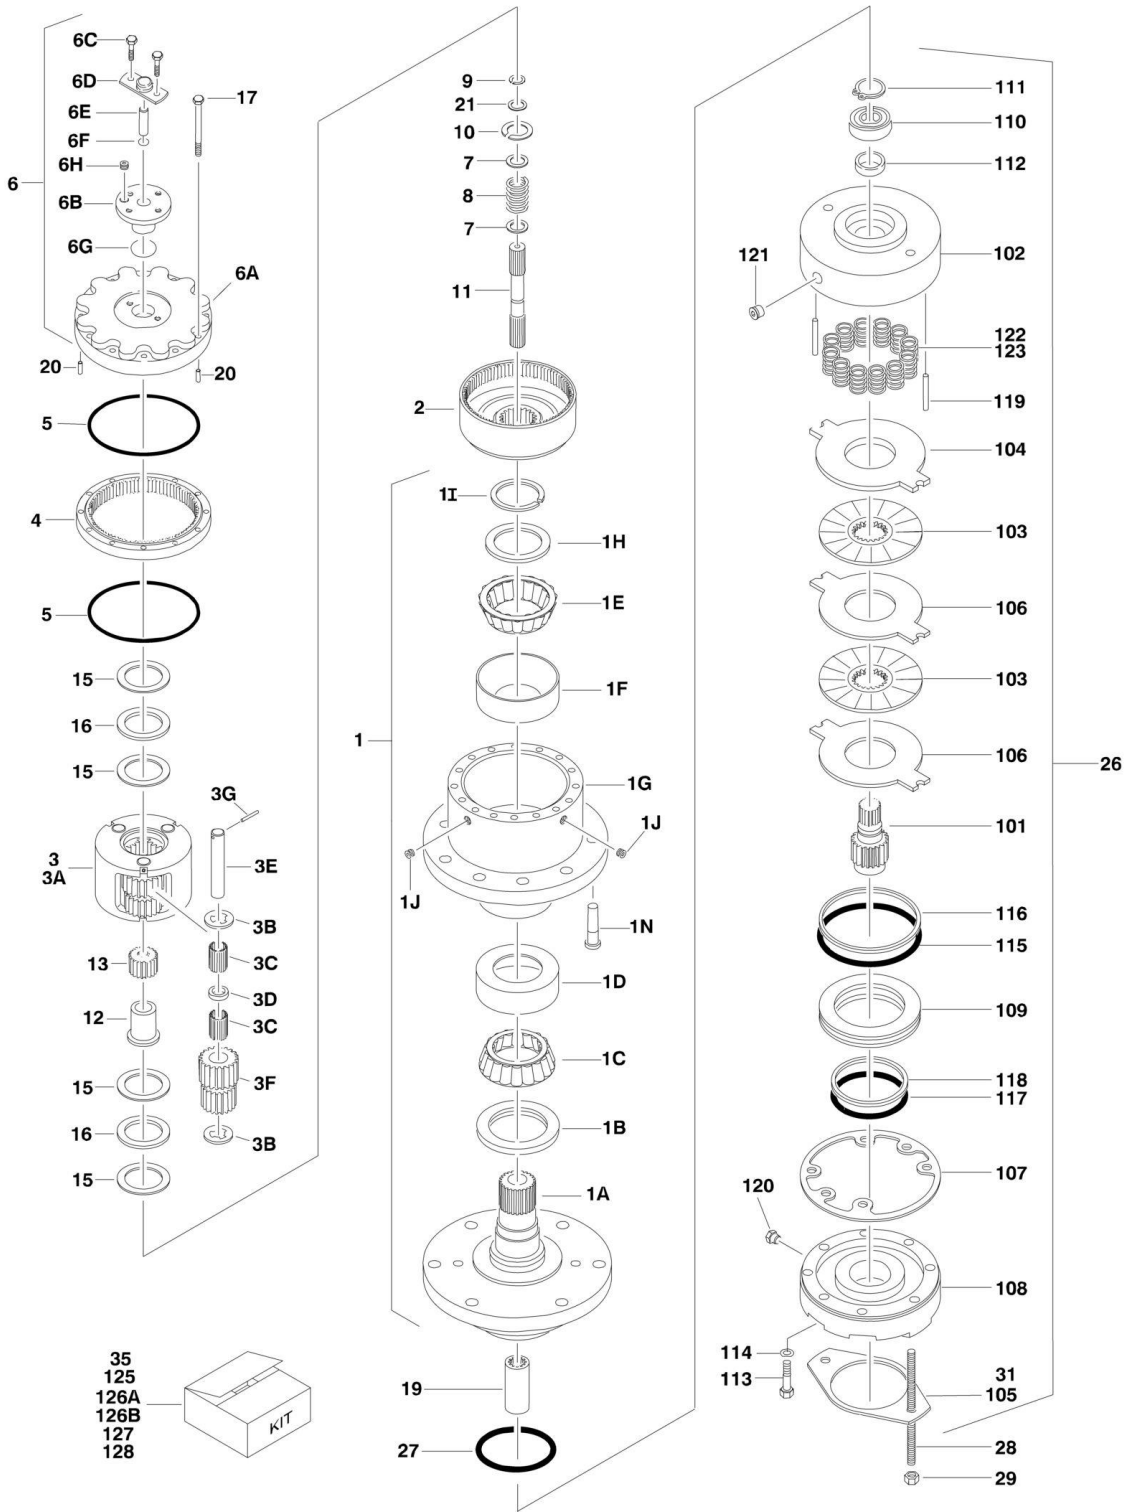 6C
6D
6E
17
6F
6H
6
6B
6G
6A
20
20
5
4
5
15
16
15
3G
3
3A
3E
3B
13
3C
3D
12
3C
15
3F
16
3B
15
35
125
126A
126B
127
128
KIT
9
21
10
7
8
7
11
2
1I
1H
1E
1F
1
1G
1J
1J
1N
1D
1C
1B
1A
19
27
111
110
112
121
102
122
123
119
104
103
106
103
106
26
101
116
115
109
118
117
107
120
108
114
113
31
105
28
29